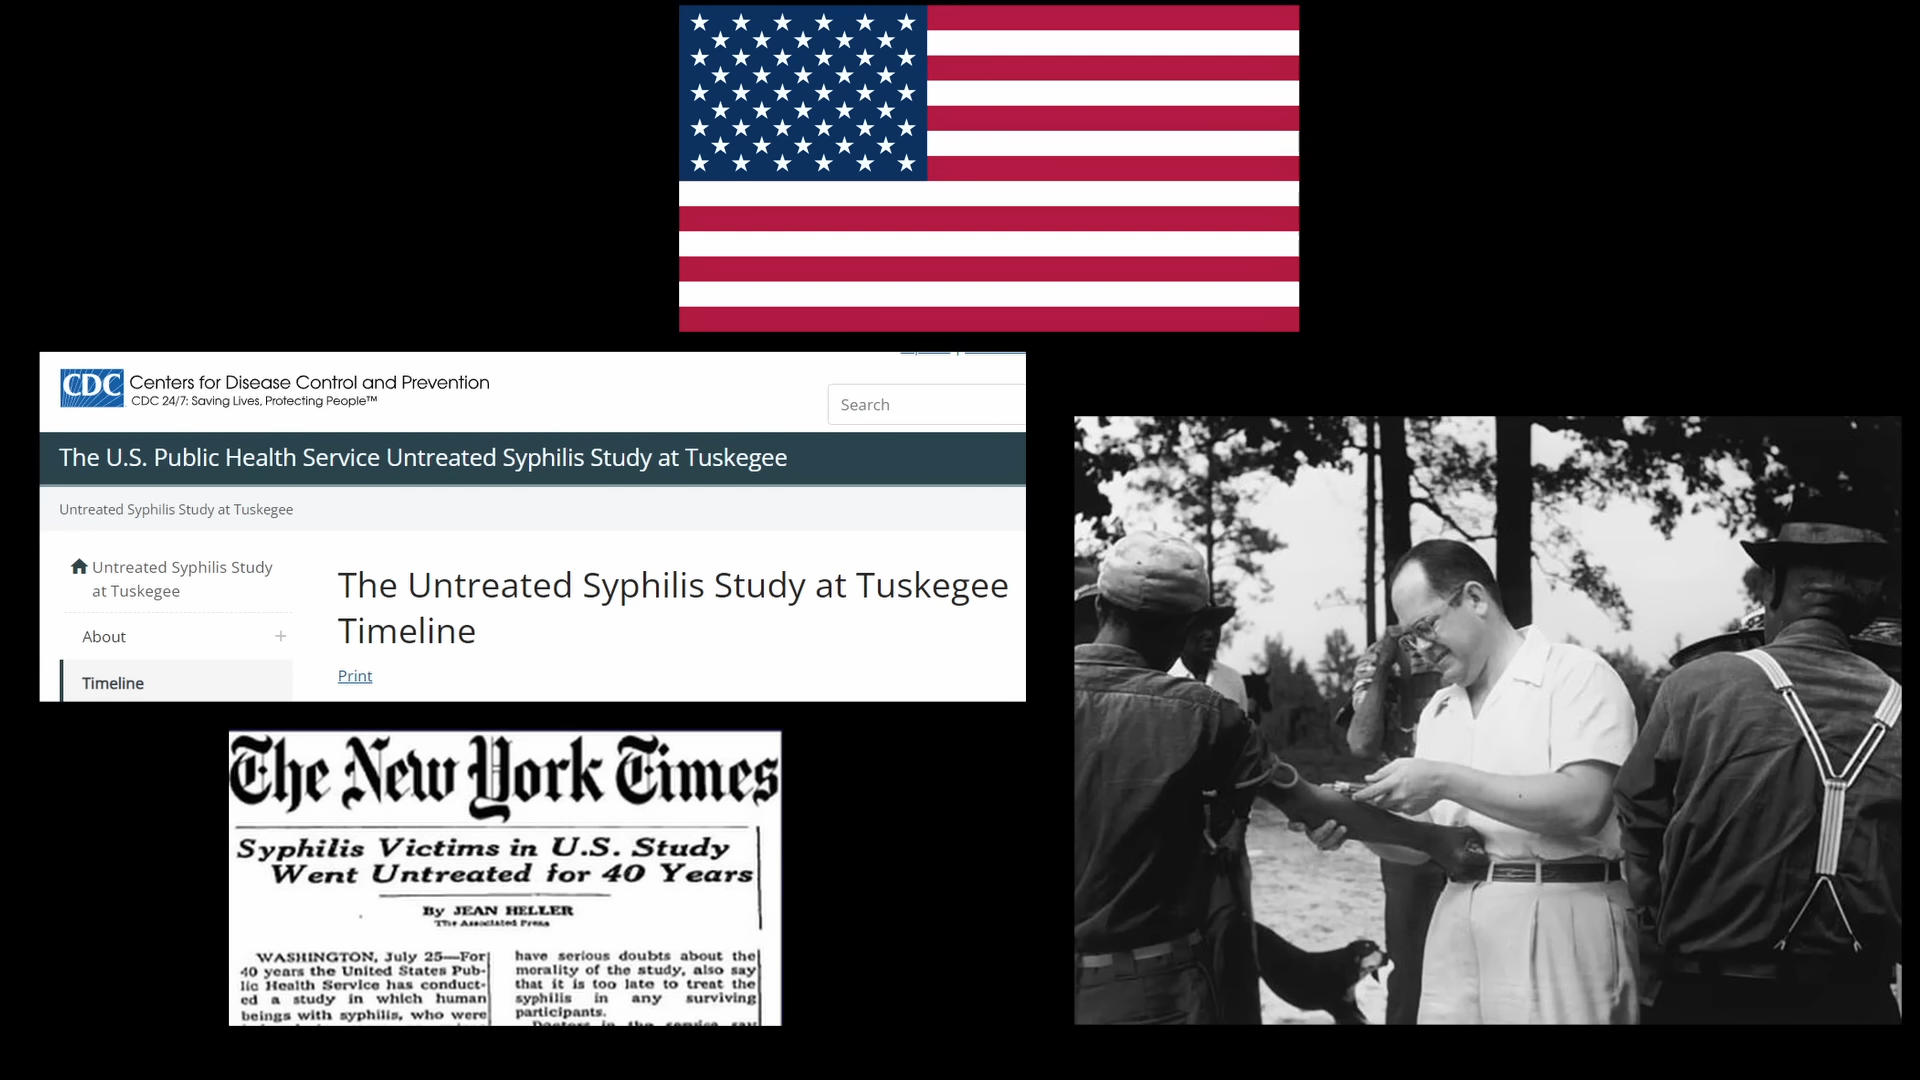 CDC Centers for Disease Control and Prevention
CDC 24/7: Saving Lives, Protecting People™
Search
The U.S. Public Health Service Untreated Syphilis Study at Tuskegee
Untreated Syphilis Study at Tuskegee
Untreated Syphilis Study
at Tuskegee
About
Timeline
The Untreated Syphilis Study at Tuskegee
Timeline
Print
The New York Times
Syphilis Victims in U.S. Study
Went Untreated for 40 Years
By JEAN HELLER
The Associated Press
WASHINGTON, July 25—For
40 years the United States Pub-
lic Health Service has conduct-
ed a study in which human
beings with syphilis, who were
have serious doubts about the
morality of the study, also say
that it is too late to treat the
syphilis in any surviving
participants.